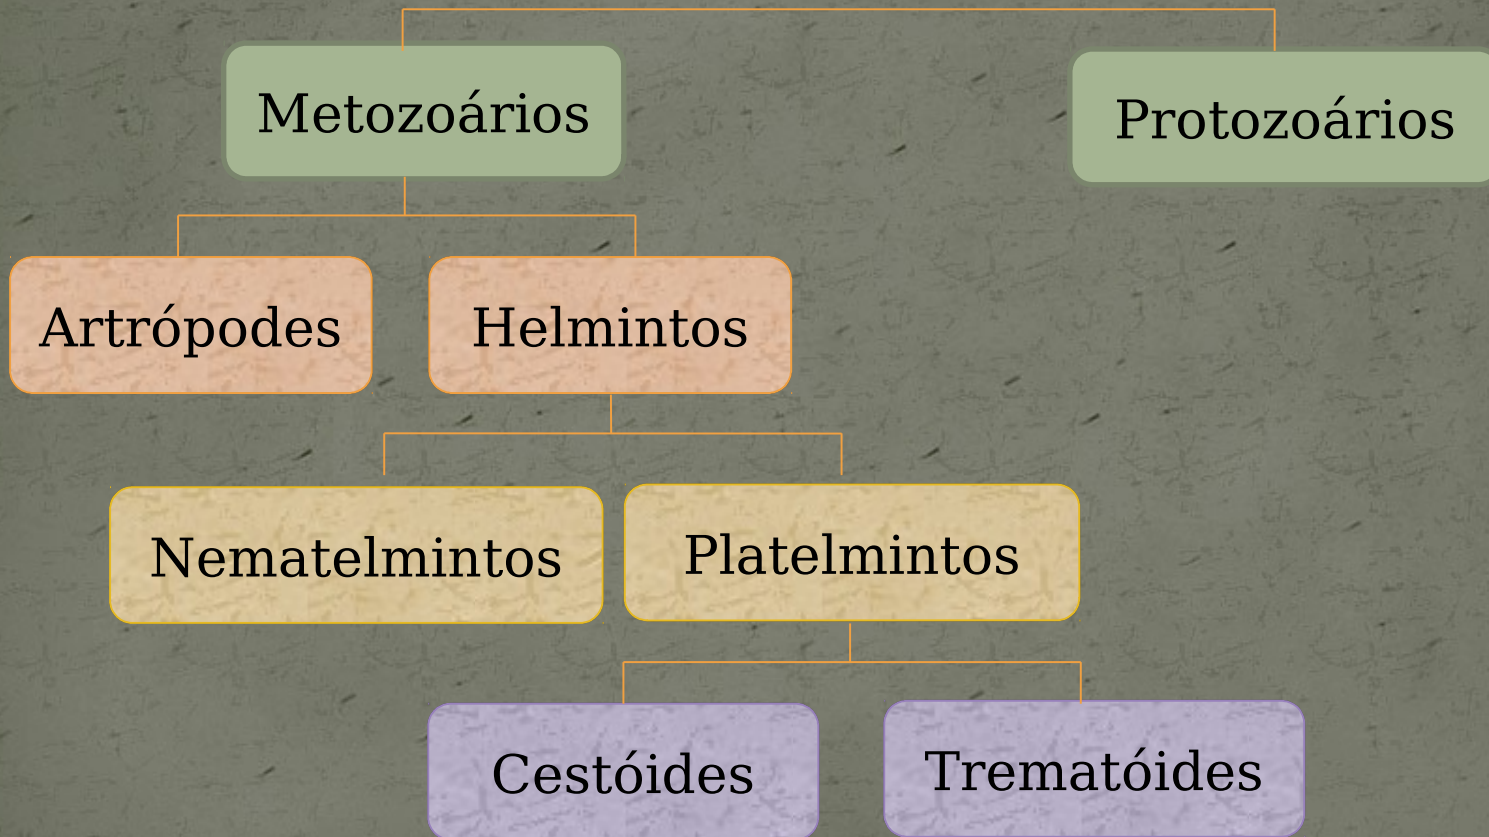 Metozoários
Protozoários
Artrópodes
Helmintos
Nematelmintos
Platelmintos
Cestóides
Trematóides